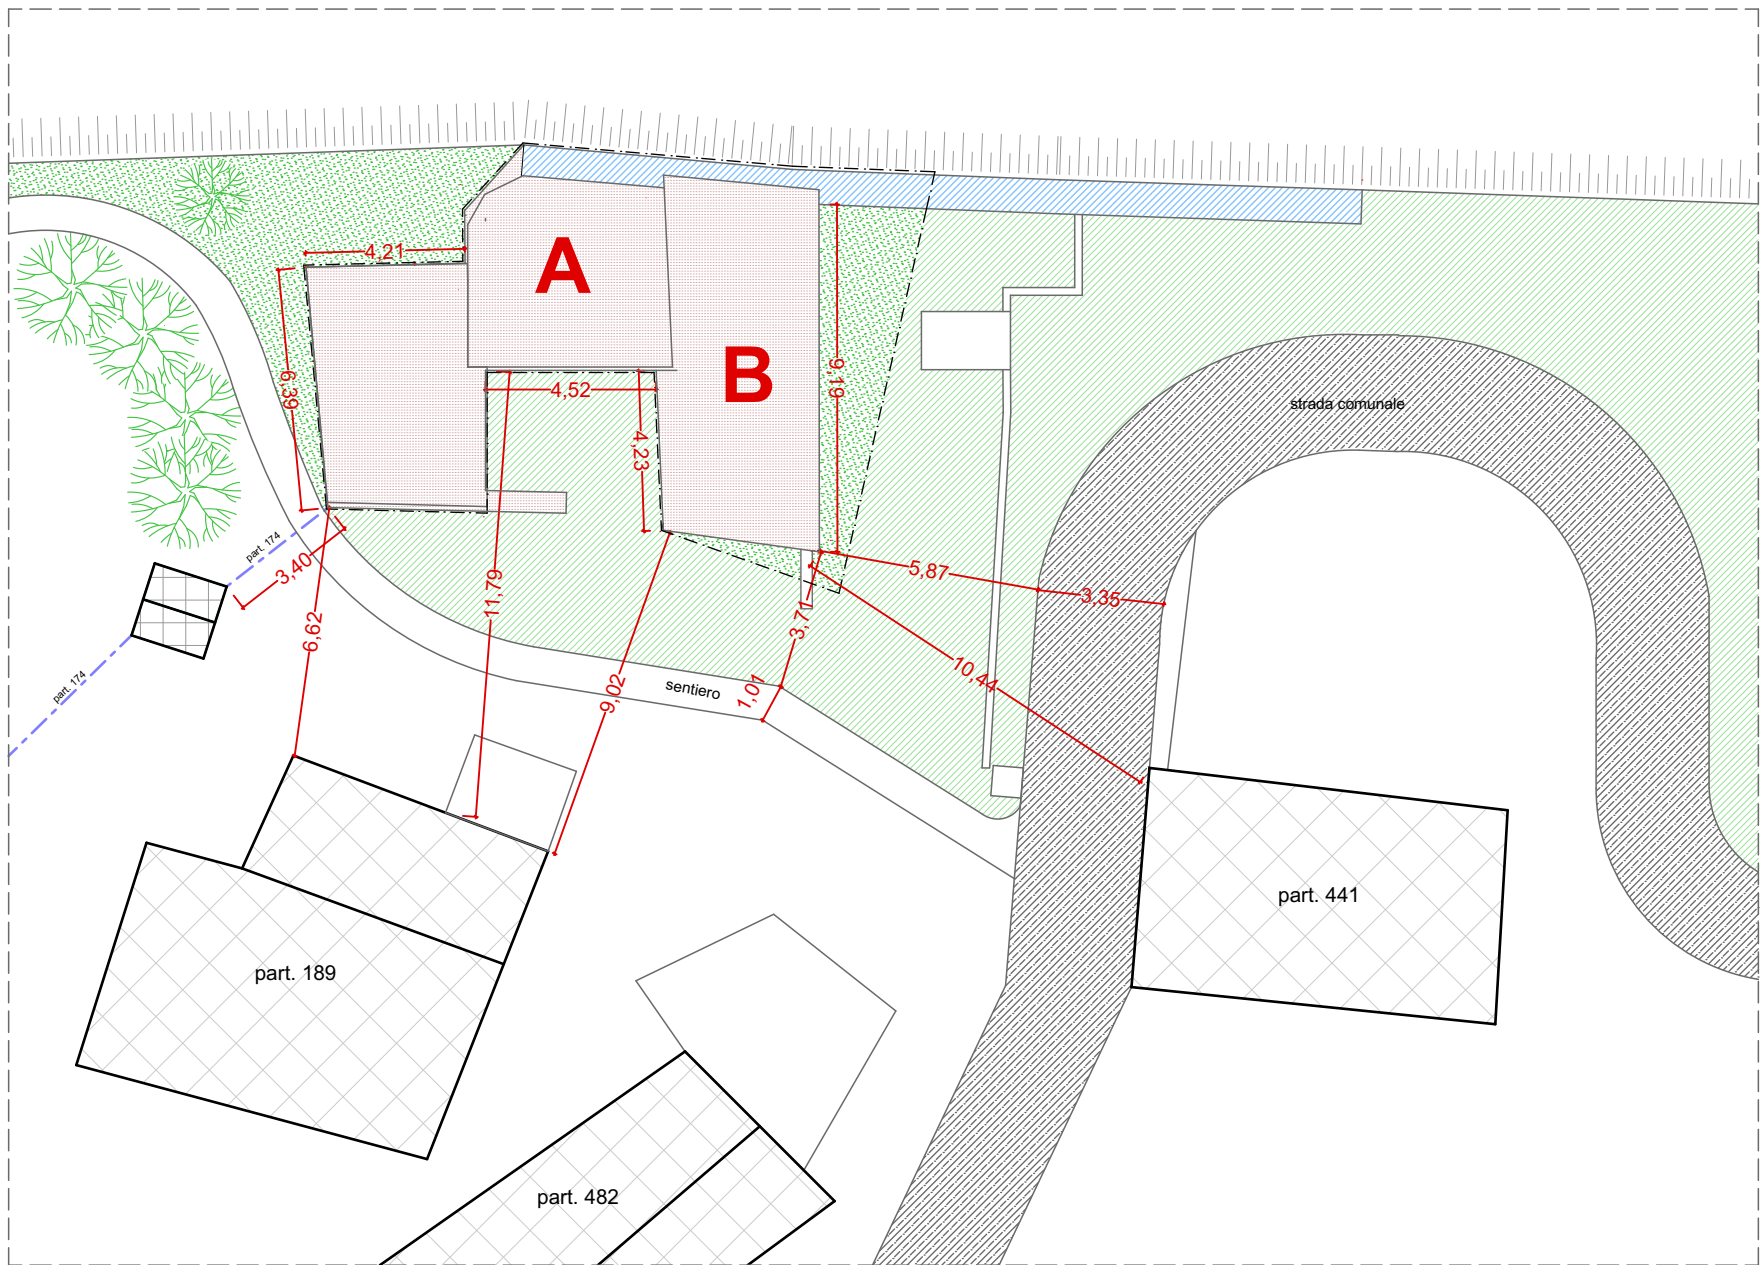 A
4,21
B
6,39
4,52
9,19
strada comunale
4,23
part. 174
3,40
5,87
3,35
11,79
6,62
3,71
10,44
part. 174
9,02
sentiero
1,01
part. 441
part. 189
part. 482